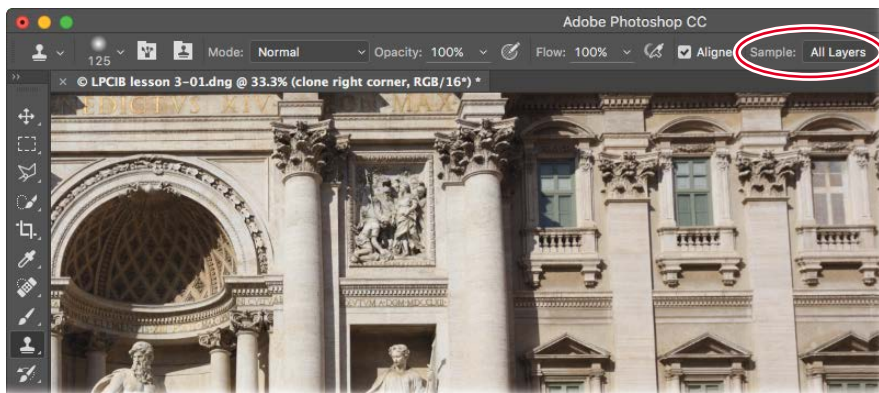 Adobe Photoshop CC
125
Mode: Normal Opacity: 100% Flow: 100% Aligne Sample: All Layers
× © LPCIB lesson 3-01.dng @ 33.3% (clone right corner, RGB/16*) *
MAX